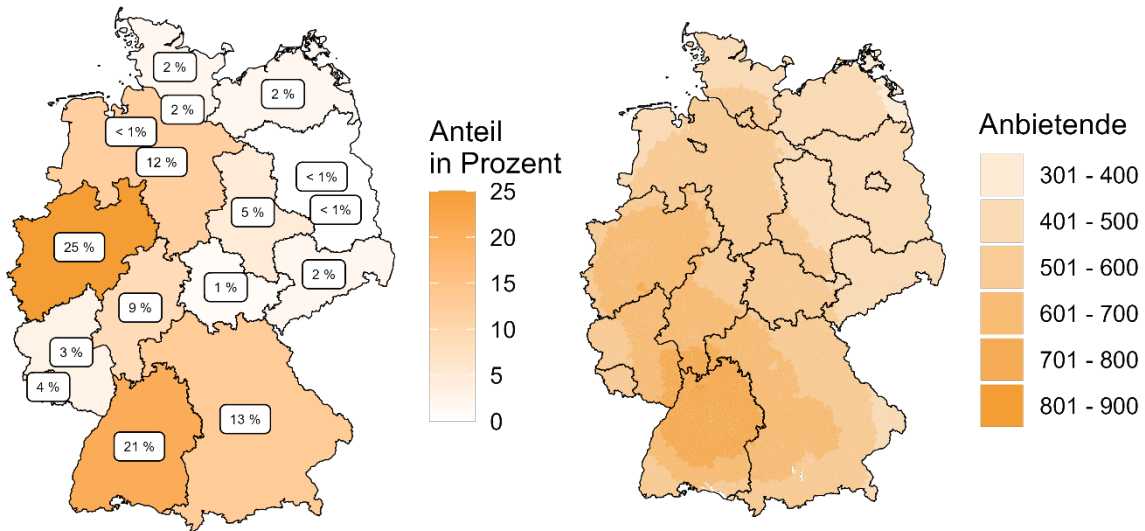 2 %
2 %
2 %
< 1%
12 %
< 1%
5 %
< 1%
25 %
2 %
1 %
9 %
3 %
4 %
13 %
21 %
Anteil
in Prozent
25
20
15
10
5
0
Anbietende
301 - 400
401 - 500
501 - 600
601 - 700
701 - 800
801 - 900